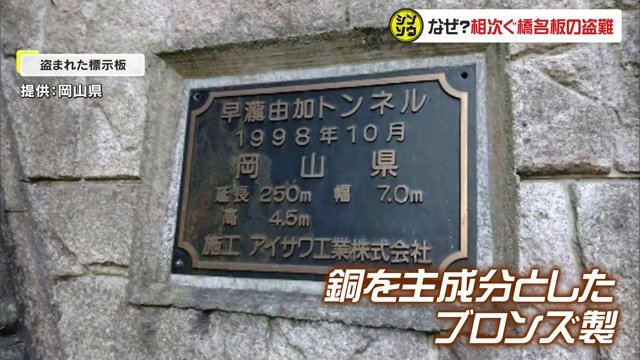 シンソウ
なぜ?相次ぐ橋名板の盗難
盗まれた標示板
提供：岡山県
早瀧由加トンネル
1998年10月
岡山県
延長 250m 幅 7.0m
高 4.5m
施工 アイサワ工業株式会社
銅を主成分とした
ブロンズ製